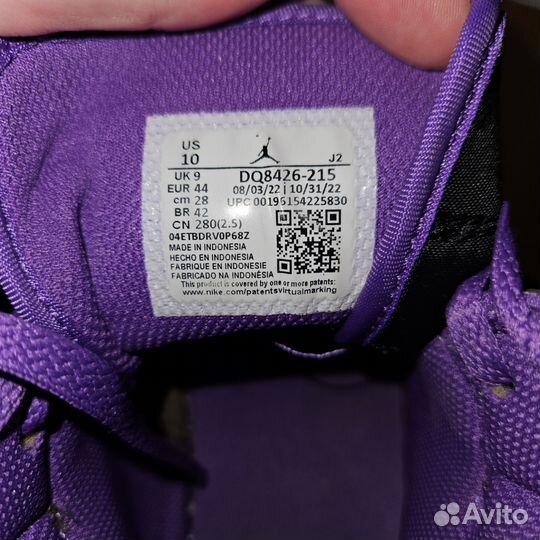 US
10
J2
UK 9
DQ8426-215
EUR 44
08/03/22 | 10/31/22
cm 28
UPC 00196154225830
BR 42
CN 280(2.5)
04ETBDRV0P68Z
MADE IN INDONESIA
HECHO EN INDONESIA
FABRIQUE EN INDONESIE
FABRICADO NA INDONÉSIA
This product is covered by one or more patents:
www.nike.com/patentsvirtualmarking
Avito